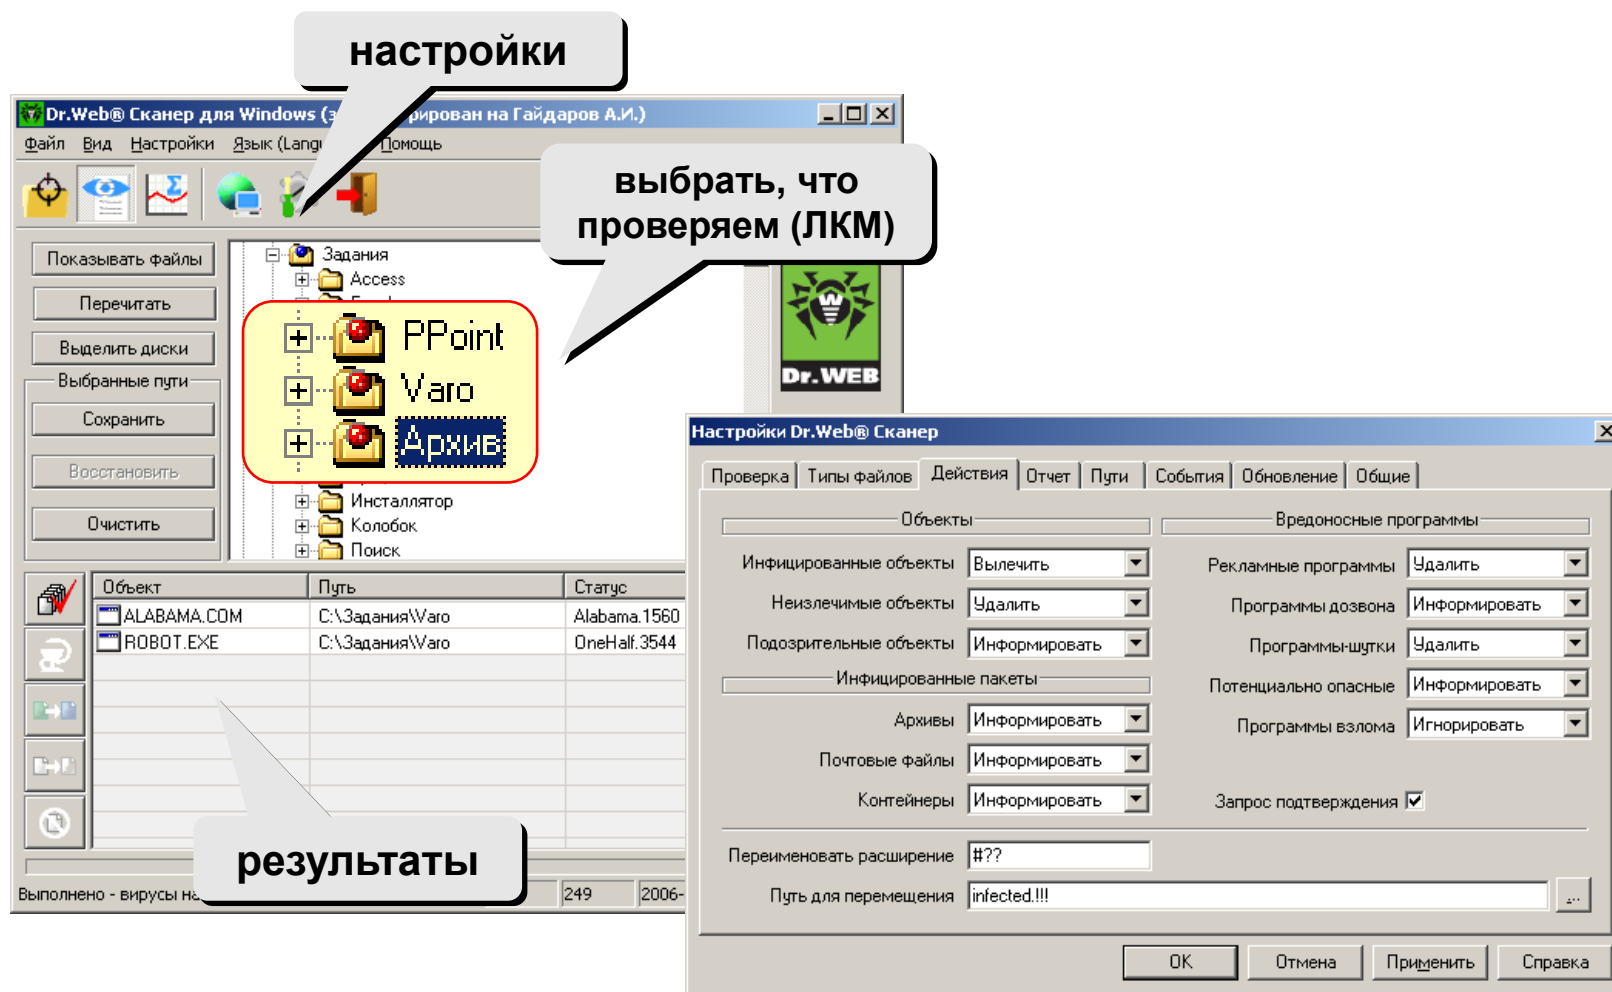 настройки
Dr.Web® Сканер для Windows (з рирован на Гайдаров А.И.)
Файл Вид Настройки Язык (Langu Помощь
выбрать, что
проверяем (ЛКМ)
Показывать файлы
Перечитать
Выделить диски
Выбранные пути
Сохранить
Восстановить
Очистить
Задания
Access
PPoint
Varo
Архив
Инсталлятор
Колобок
Поиск
Dr.WEB
Объект Путь Статус
ALABAMA.COM C:\Задания\Varo Alabama.1560
ROBOT.EXE C:\Задания\Varo OneHalf.3544
результаты
Выполнено - вирусы на 249 2006-
Настройки Dr.Web® Сканер
Проверка Типы файлов Действия Отчет Пути События Обновление Общие
Объекты
Инфицированные объекты Вылечить
Неизлечимые объекты Удалить
Подозрительные объекты Информировать
Инфицированные пакеты
Архивы Информировать
Почтовые файлы Информировать
Контейнеры Информировать
Вредоносные программы
Рекламные программы Удалить
Программы дозвона Информировать
Программы-шутки Удалить
Потенциально опасные Информировать
Программы взлома Игнорировать
Запрос подтверждения
Переименовать расширение #??
Путь для перемещения infected.!!! ...
OK Отмена Применить Справка